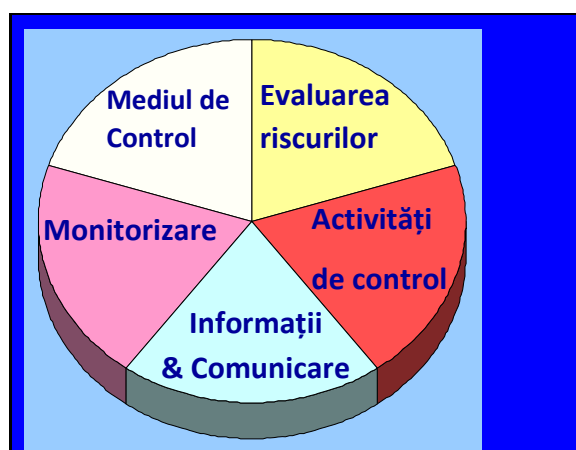 Mediul de
Control
Evaluarea
riscurilor
Monitorizare
Activități
de control
Informații
& Comunicare